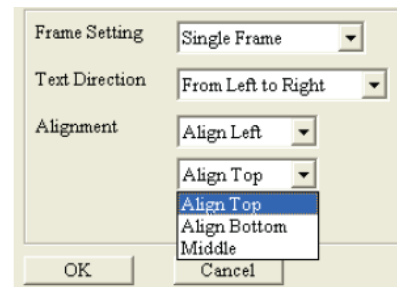 Frame Setting Single Frame
Text Direction From Left to Right
Alignment Align Left
Align Top
Align Top
Align Bottom
Middle
OK Cancel